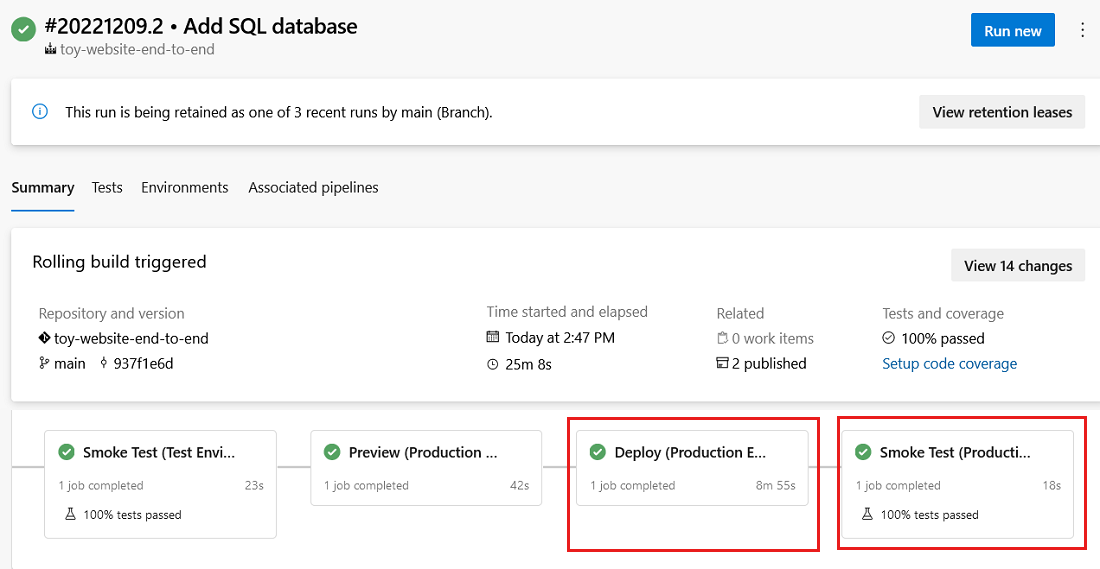 #20221209.2 • Add SQL database
Run new
toy-website-end-to-end
This run is being retained as one of 3 recent runs by main (Branch).
View retention leases
Summary Tests Environments Associated pipelines
Rolling build triggered
View 14 changes
Repository and version
toy-website-end-to-end
main 937f1e6d
Time started and elapsed
Today at 2:47 PM
25m 8s
Related
0 work items
2 published
Tests and coverage
100% passed
Setup code coverage
Smoke Test (Test Envi...
1 job completed 23s
100% tests passed
Preview (Production ...
1 job completed 42s
Deploy (Production E...
1 job completed 8m 55s
Smoke Test (Producti...
1 job completed 18s
100% tests passed